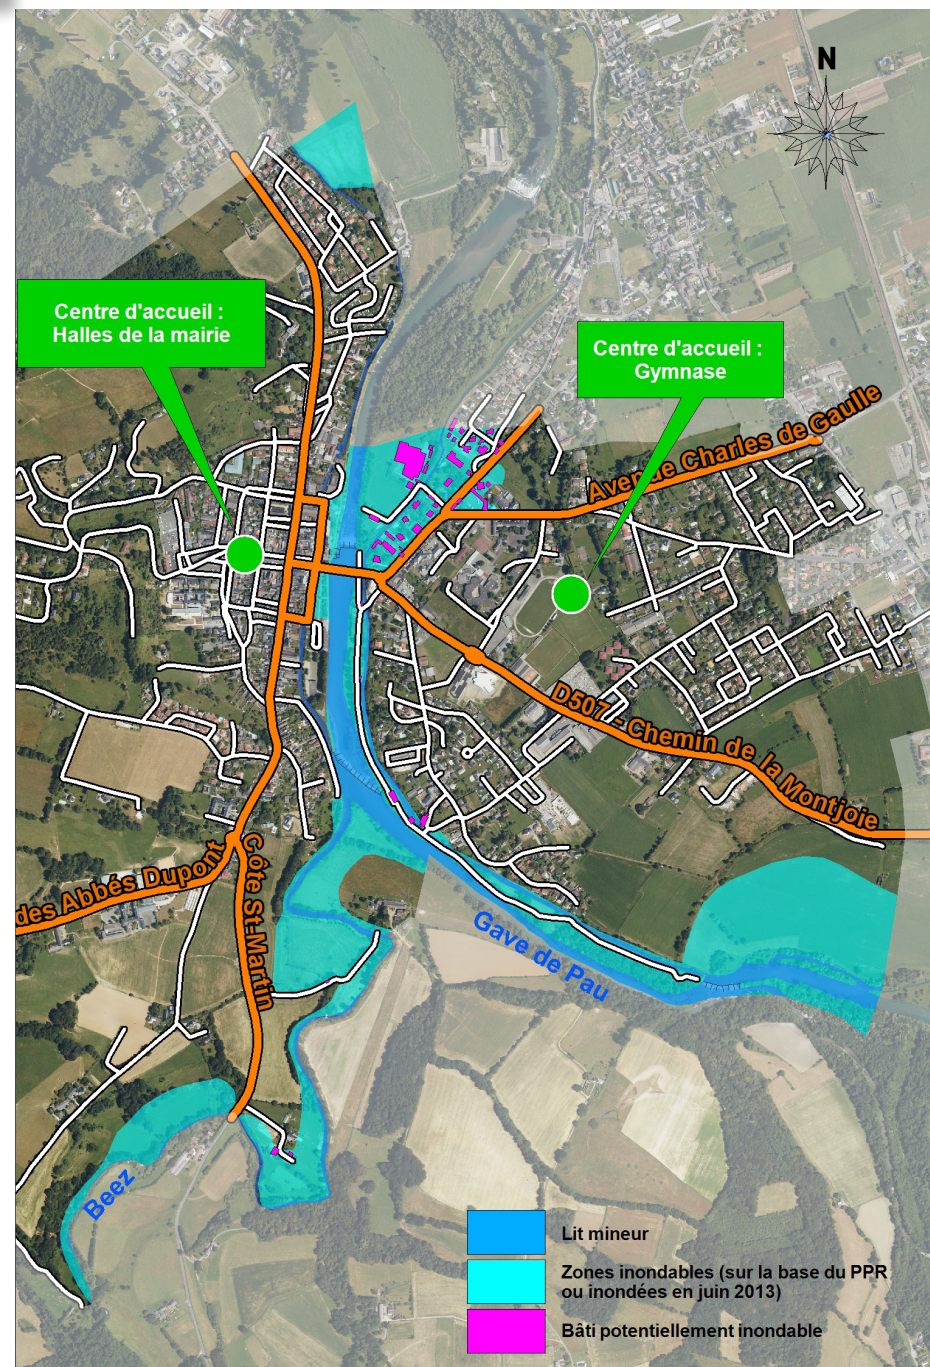 N
Centre d'accueil :
Halles de la mairie
Centre d'accueil :
Gymnase
Avenue Charles de Gaulle
D507 - Chemin de la Montjoie
des Abbés Dupont
Côte St-Martin
Gave de Pau
Beez
Lit mineur
Zones inondables (sur la base du PPR
ou inondées en juin 2013)
Bâti potentiellement inondable